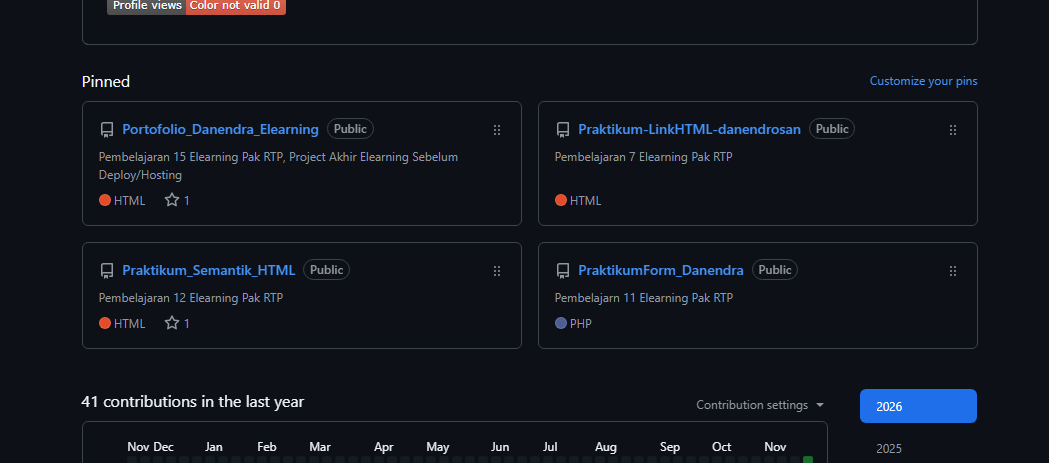 Profile views Color not valid 0
Pinned
Customize your pins
Portofolio_Danendra_Elearning Public
Pembelajaran 15 Elearning Pak RTP, Project Akhir Elearning Sebelum
Deploy/Hosting
HTML 1
Praktikum-LinkHTML-danendrosan Public
Pembelajaran 7 Elearning Pak RTP
HTML
Praktikum_Semantik_HTML Public
Pembelajaran 12 Elearning Pak RTP
HTML 1
PraktikumForm_Danendra Public
Pembelajarn 11 Elearning Pak RTP
PHP
41 contributions in the last year
Contribution settings
2026
2025
Nov Dec Jan Feb Mar Apr May Jun Jul Aug Sep Oct Nov